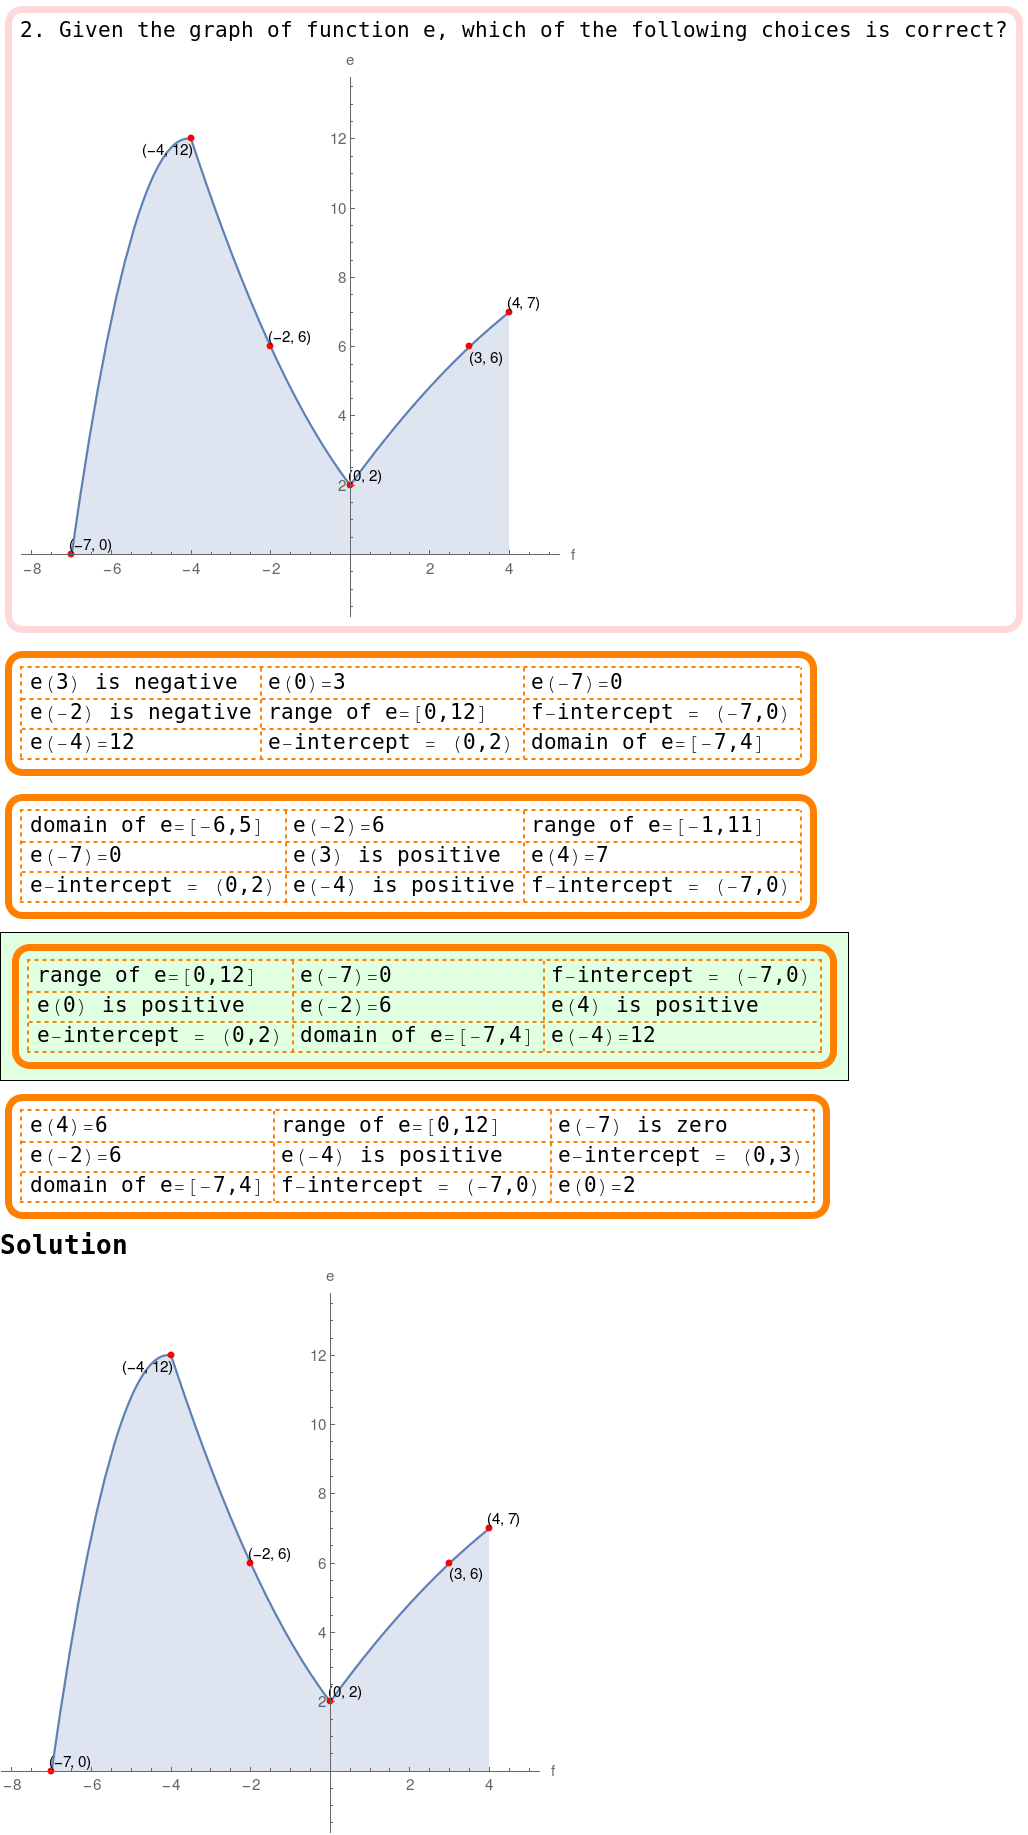 2. Given the graph of function e, which of the following choices is correct?
e
12
(−4, 12)
10
8
(4, 7)
(−2, 6)
6
(3, 6)
4
(0, 2)
2
(−7, 0)
f
−8 −6 −4 −2 2 4
e(3) is negative e(0)=3 e(-7)=0
e(-2) is negative range of e=[0,12] f-intercept = (-7,0)
e(-4)=12 e-intercept = (0,2) domain of e=[-7,4]
domain of e=[-6,5] e(-2)=6 range of e=[-1,11]
e(-7)=0 e(3) is positive e(4)=7
e-intercept = (0,2) e(-4) is positive f-intercept = (-7,0)
range of e=[0,12] e(-7)=0 f-intercept = (-7,0)
e(0) is positive e(-2)=6 e(4) is positive
e-intercept = (0,2) domain of e=[-7,4] e(-4)=12
e(4)=6 range of e=[0,12] e(-7) is zero
e(-2)=6 e(-4) is positive e-intercept = (0,3)
domain of e=[-7,4] f-intercept = (-7,0) e(0)=2
Solution
e
12
(−4, 12)
10
8
(4, 7)
(−2, 6)
6
(3, 6)
4
(0, 2)
2
(−7, 0)
f
−8 −6 −4 −2 2 4